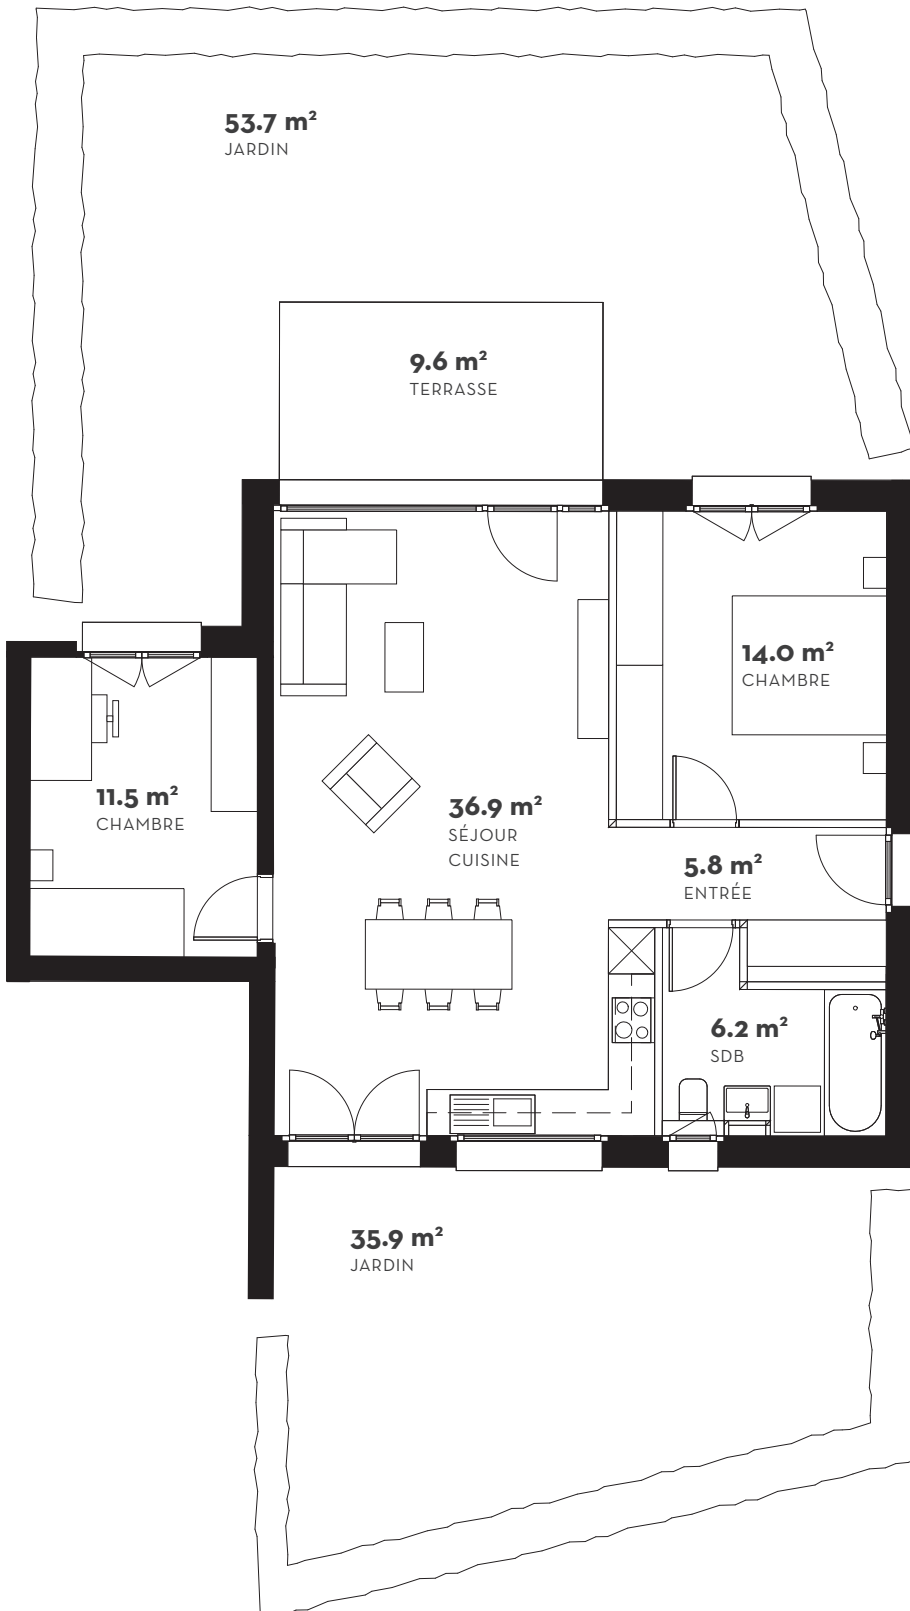 53.7 m²
JARDIN
9.6 m²
TERRASSE
14.0 m²
CHAMBRE
11.5 m²
CHAMBRE
36.9 m²
SÉJOUR
CUISINE
5.8 m²
ENTRÉE
6.2 m²
SDB
35.9 m²
JARDIN